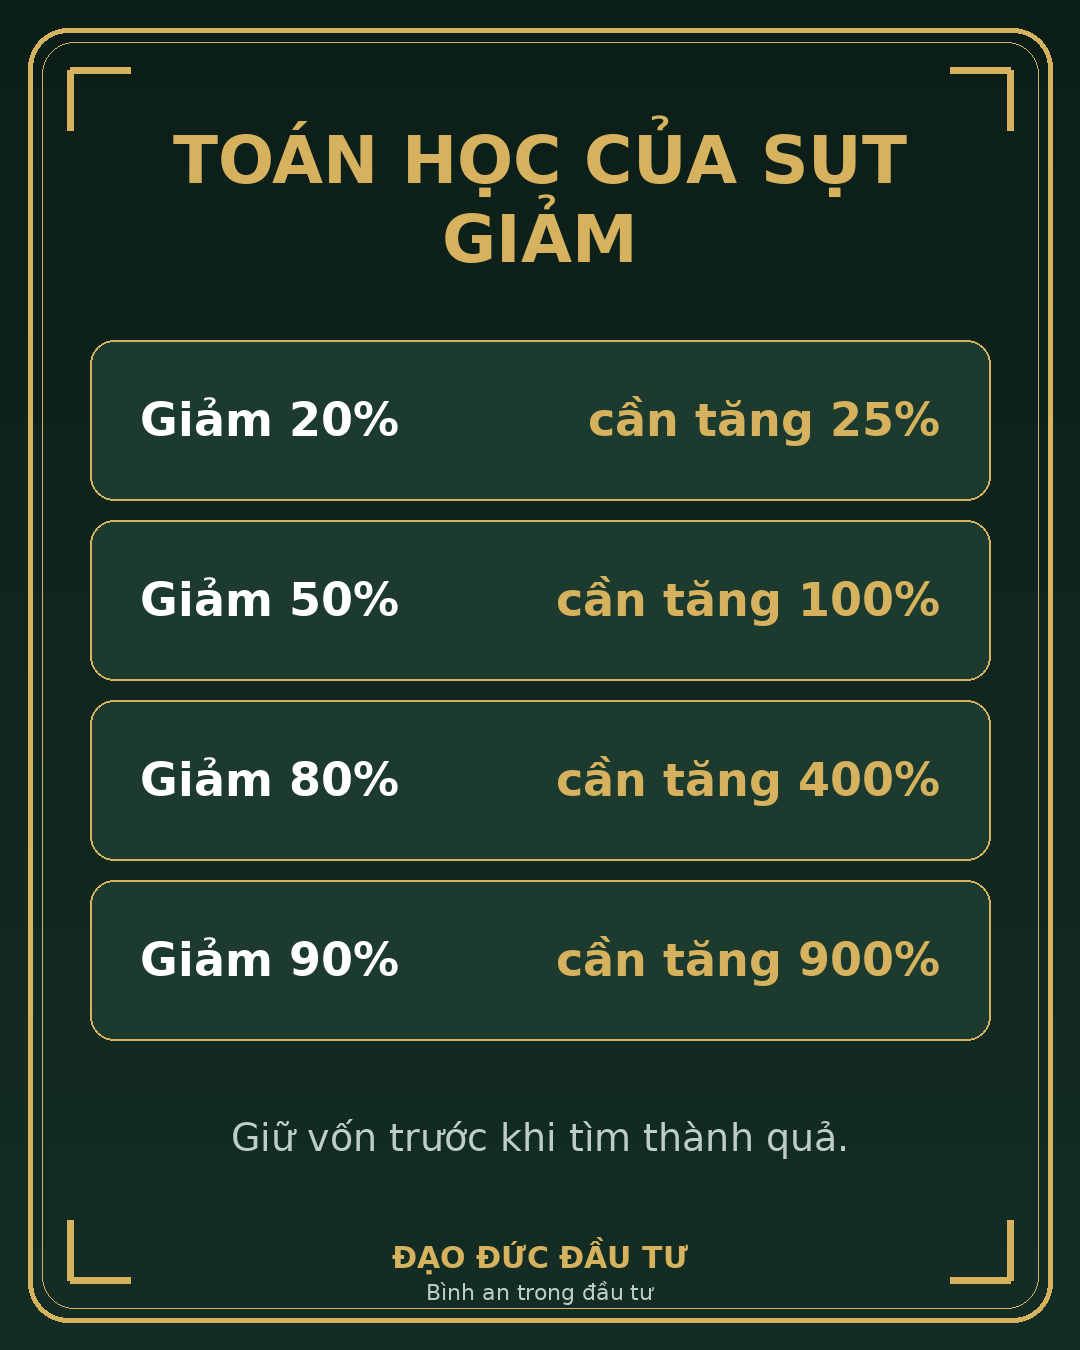 TOÁN HỌC CỦA SỤT
GIẢM
Giảm 20% cần tăng 25%
Giảm 50% cần tăng 100%
Giảm 80% cần tăng 400%
Giảm 90% cần tăng 900%
Giữ vốn trước khi tìm thành quả.
ĐẠO ĐỨC ĐẦU TƯ
Bình an trong đầu tư